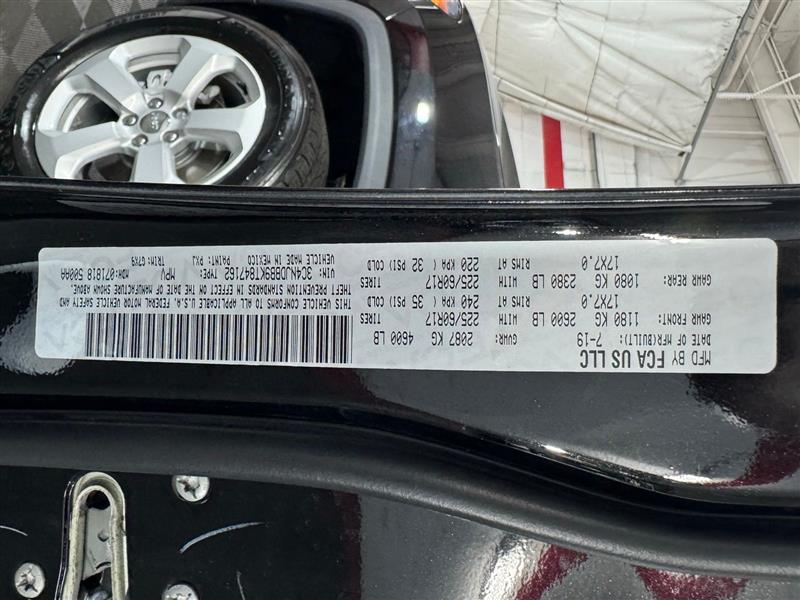 MFD BY FCA US LLC
DATE OF MFR(BUILT): 7-19 GVWR: 2087 KG 4600 LB
GAWR FRONT: 1180 KG 2600 LB WITH 225/60R17 TIRES
17X7.0 RIMS AT 240 KPA ( 35 PSI) COLD
GAWR REAR: 1080 KG 2380 LB WITH 225/60R17 TIRES
17X7.0 RIMS AT 220 KPA ( 32 PSI) COLD
THIS VEHICLE CONFORMS TO ALL APPLICABLE U.S.A. FEDERAL MOTOR VEHICLE SAFETY AND
THEFT PREVENTION STANDARDS IN EFFECT ON THE DATE OF MANUFACTURE SHOWN ABOVE
VIN: 3C4NJDBB9KT847162 TYPE: MPV MDH: 071818 500AA
VEHICLE MADE IN MEXICO PAINT: PXJ TRIM: G7X9